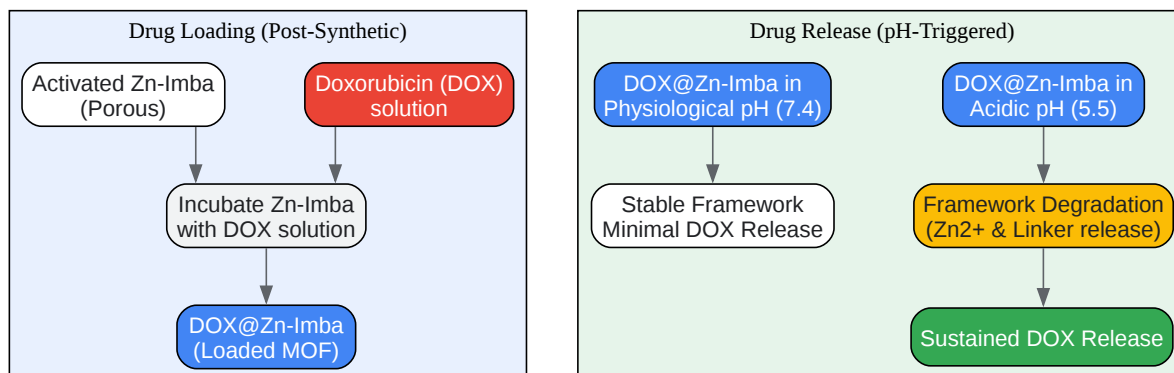 Drug Loading (Post-Synthetic)
Activated Zn-Imba
(Porous)
Doxorubicin (DOX)
solution
Incubate Zn-Imba
with DOX solution
DOX@Zn-Imba
(Loaded MOF)
Drug Release (pH-Triggered)
DOX@Zn-Imba in
Physiological pH (7.4)
DOX@Zn-Imba in
Acidic pH (5.5)
Stable Framework
Minimal DOX Release
Framework Degradation
(Zn2+ & Linker release)
Sustained DOX Release